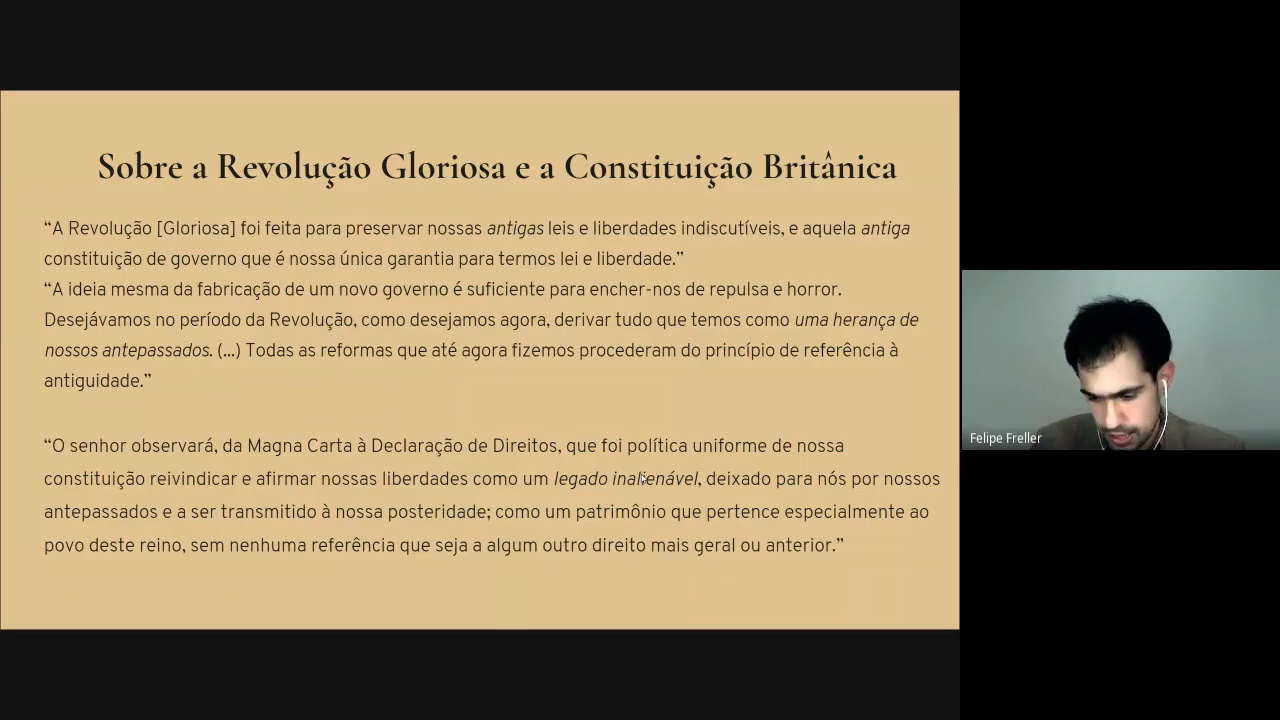 Sobre a Revolução Gloriosa e a Constituição Britânica
“A Revolução [Gloriosa] foi feita para preservar nossas antigas leis e liberdades indiscutíveis, e aquela antiga
constituição de governo que é nossa única garantia para termos lei e liberdade.”
“A ideia mesma da fabricação de um novo governo é suficiente para encher-nos de repulsa e horror.
Desejávamos no período da Revolução, como desejamos agora, derivar tudo que temos como uma herança de
nossos antepassados. (...) Todas as reformas que até agora fizemos procederam do princípio de referência à
antiguidade.”
“O senhor observará, da Magna Carta à Declaração de Direitos, que foi política uniforme de nossa
constituição reivindicar e afirmar nossas liberdades como um legado inalienável, deixado para nós por nossos
antepassados e a ser transmitido à nossa posteridade; como um patrimônio que pertence especialmente ao
povo deste reino, sem nenhuma referência que seja a algum outro direito mais geral ou anterior.”
Felipe Freller